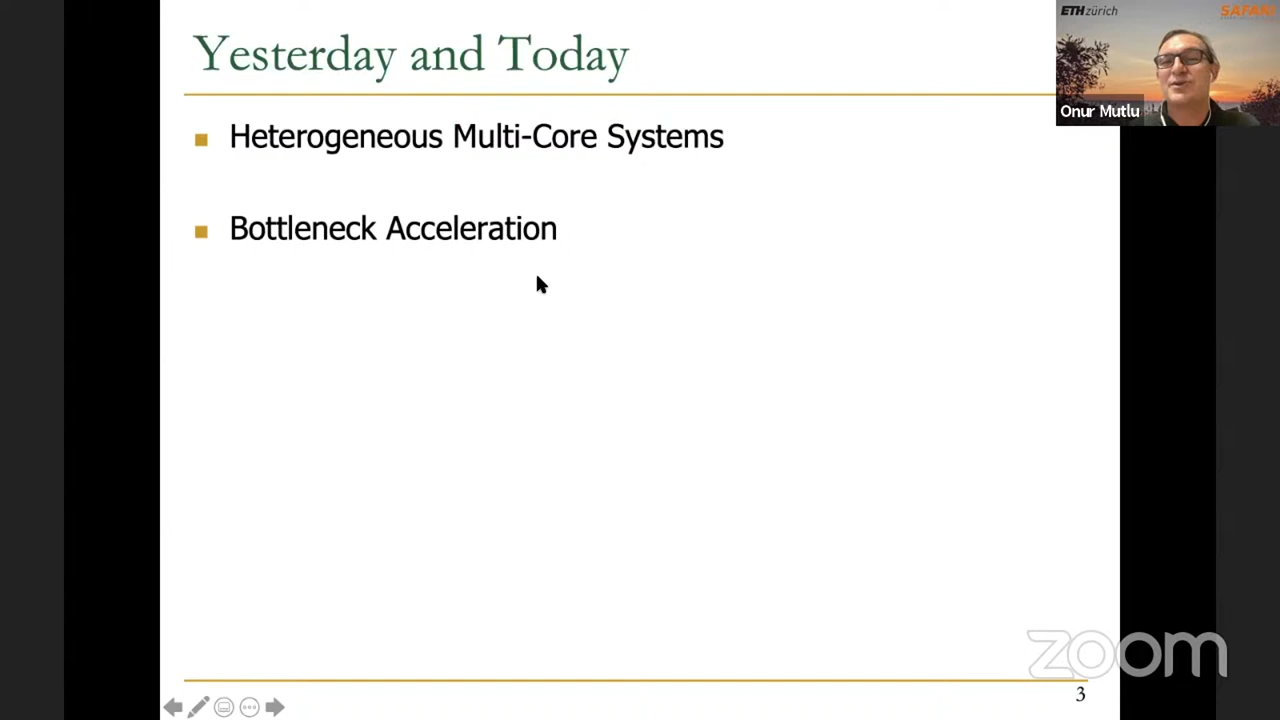 Yesterday and Today
ETH zürich
SAFARI
Onur Mutlu
Heterogeneous Multi-Core Systems
Bottleneck Acceleration
zoom
3